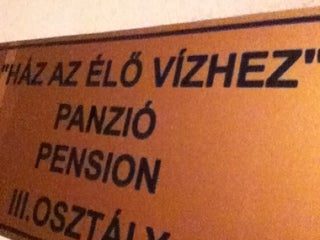 "HÁZ AZ ÉLŐ VÍZHEZ"
PANZIÓ
PENSION
III.OSZTÁLY